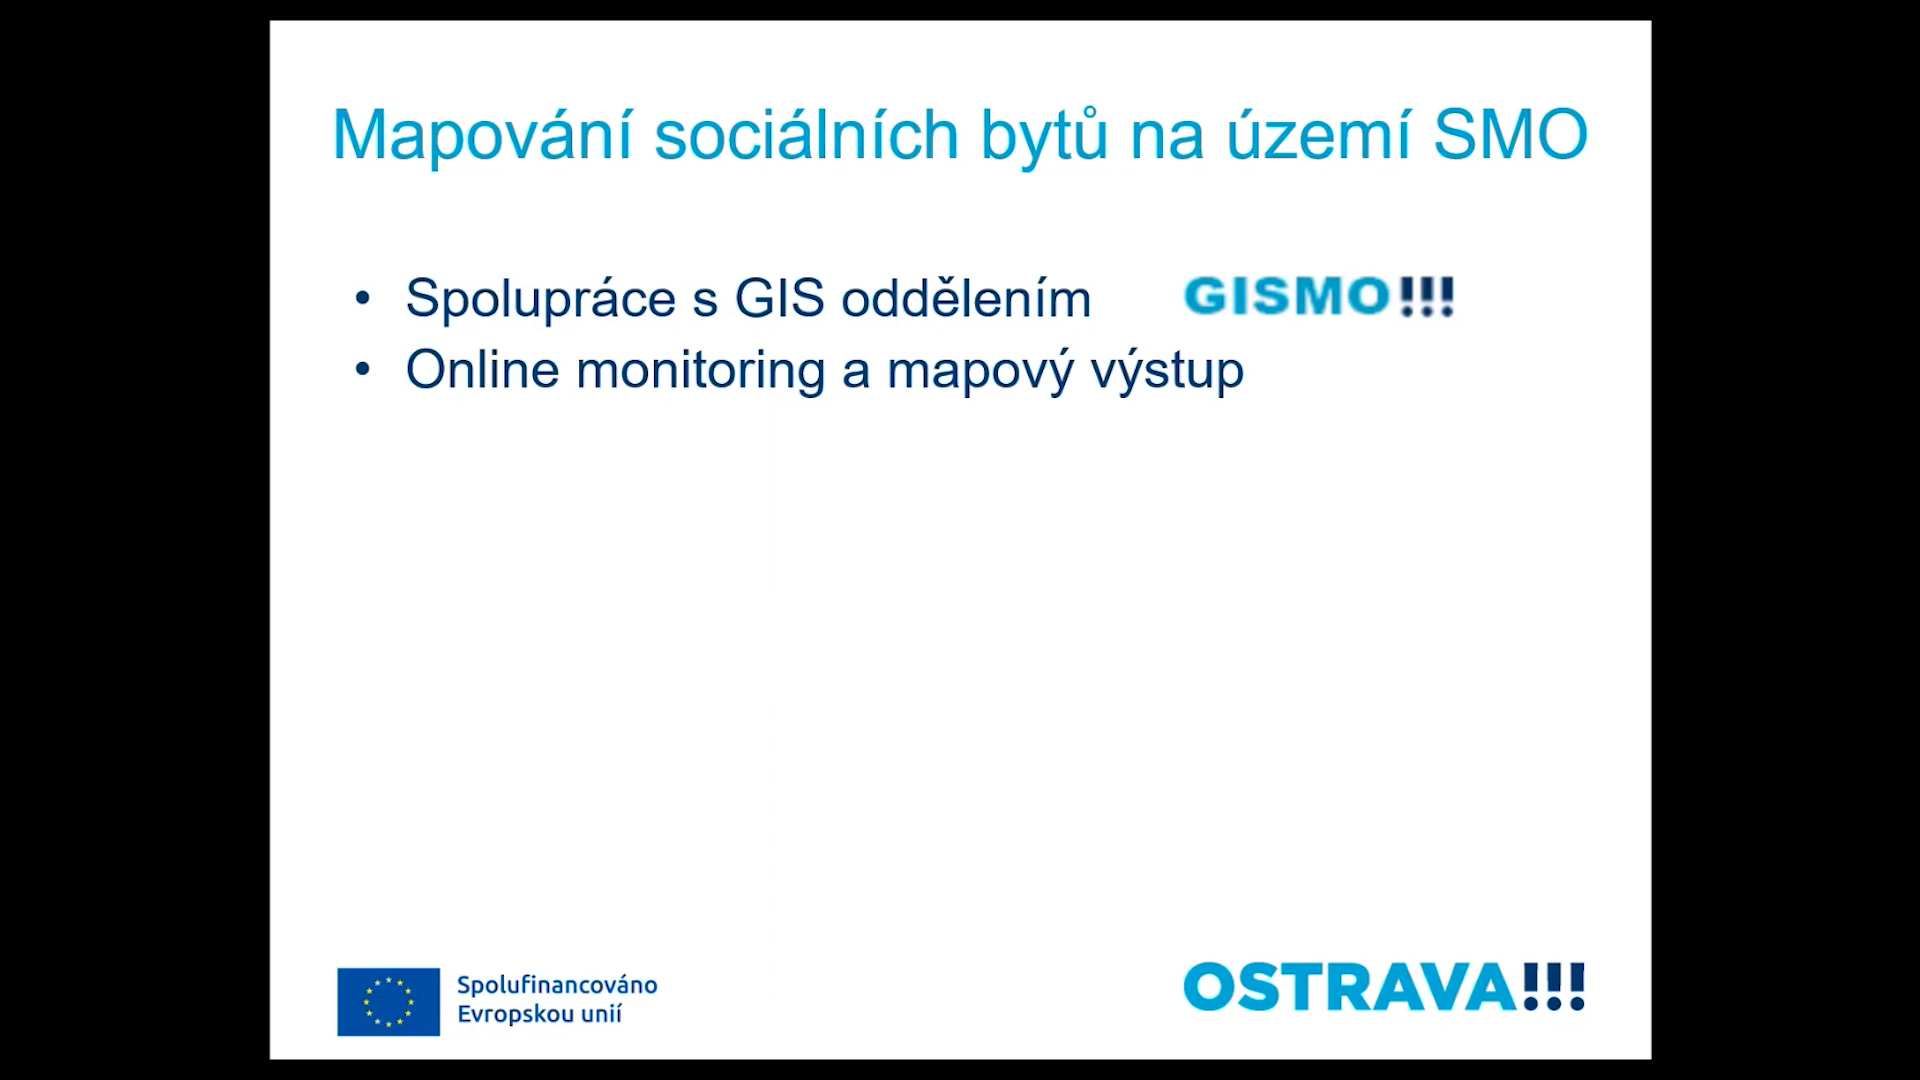 Mapování sociálních bytů na území SMO
• Spolupráce s GIS oddělením
GISMO!!!
• Online monitoring a mapový výstup
Spolufinancováno
Evropskou unií
OSTRAVA!!!